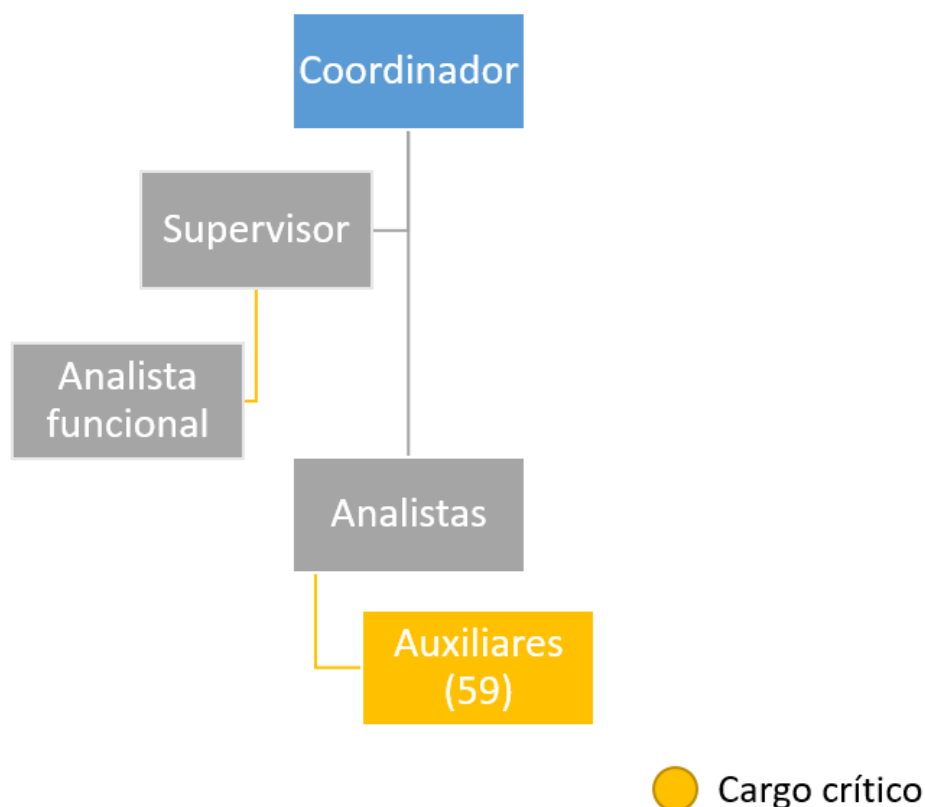 Coordinador
Supervisor
Analista
funcional
Analistas
Auxiliares
(59)
Cargo crítico